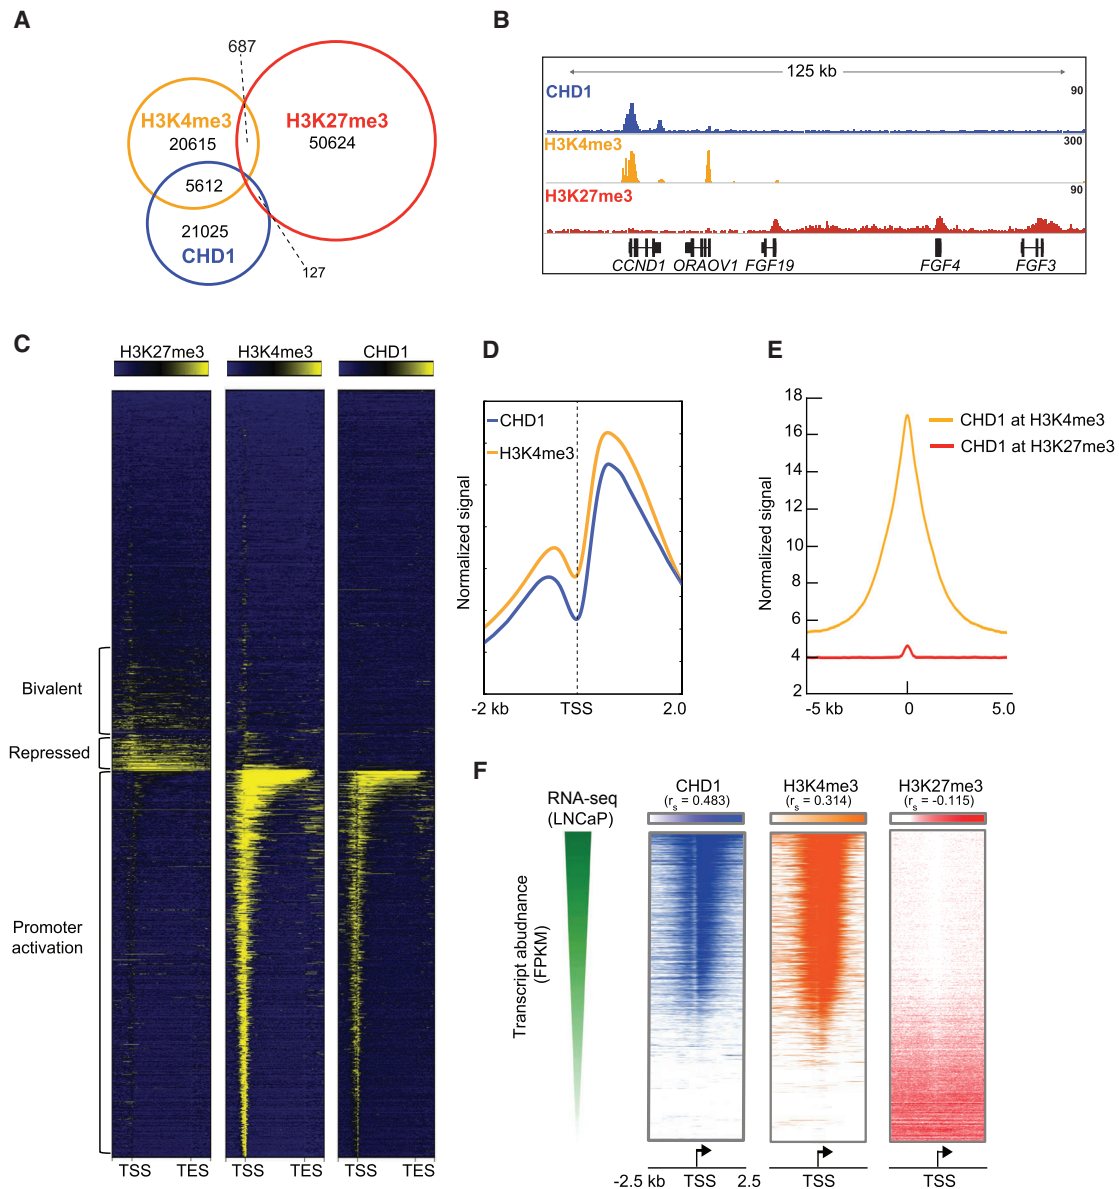 A
687
H3K4me3
20615
H3K27me3
50624
5612
21025
CHD1
127
B
125 kb
CHD1
90
H3K4me3
300
H3K27me3
90
CCND1 ORAOV1 FGF19 FGF4 FGF3
C
H3K27me3 H3K4me3 CHD1
Bivalent
Repressed
Promoter
activation
TSS TES TSS TES TSS TES
D
CHD1
H3K4me3
Normalized signal
-2 kb TSS 2.0
E
18
16
14
12
10
8
6
4
2
Normalized signal
CHD1 at H3K4me3
CHD1 at H3K27me3
-5 kb 0 5.0
F
RNA-seq
(LNCaP)
Transcript abudnance
(FPKM)
CHD1
(rs = 0.483)
H3K4me3
(rs = 0.314)
H3K27me3
(rs = -0.115)
-2.5 kb TSS 2.5 TSS TSS